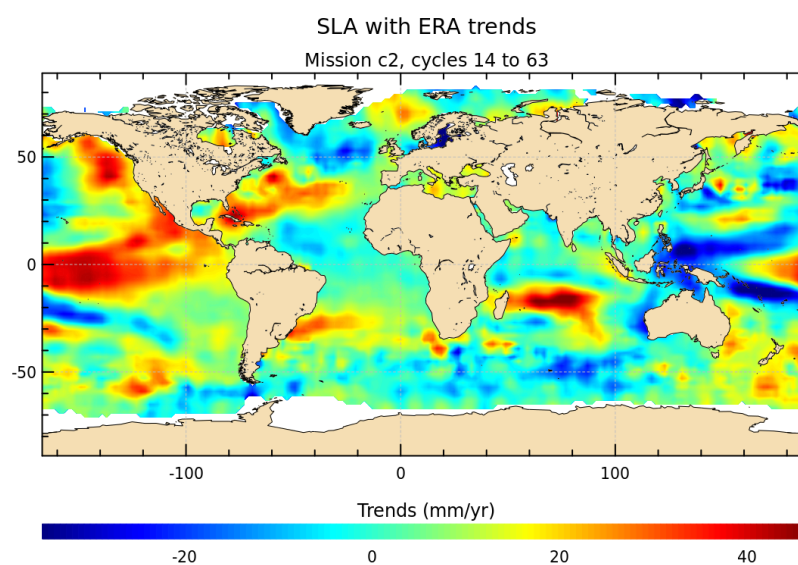 SLA with ERA trends
Mission c2, cycles 14 to 63
50
0
-50
-100 0 100
Trends (mm/yr)
-20 0 20 40